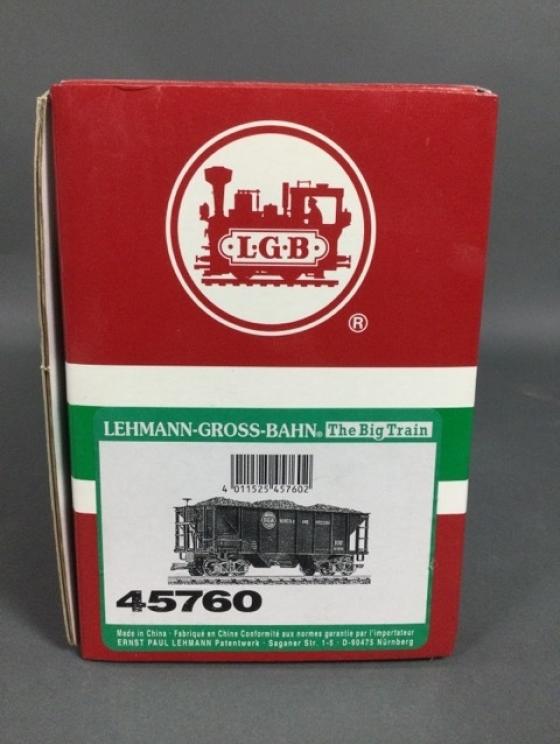 L·G·B
®
LEHMANN-GROSS-BAHN® The Big Train
4 011525 457602
45760
Made in China · Fabriqué en Chine Conformité aux normes garantie par l'importateur
ERNST PAUL LEHMANN Patentwerk · Saganer Str. 1-5 · D-90475 Nürnberg